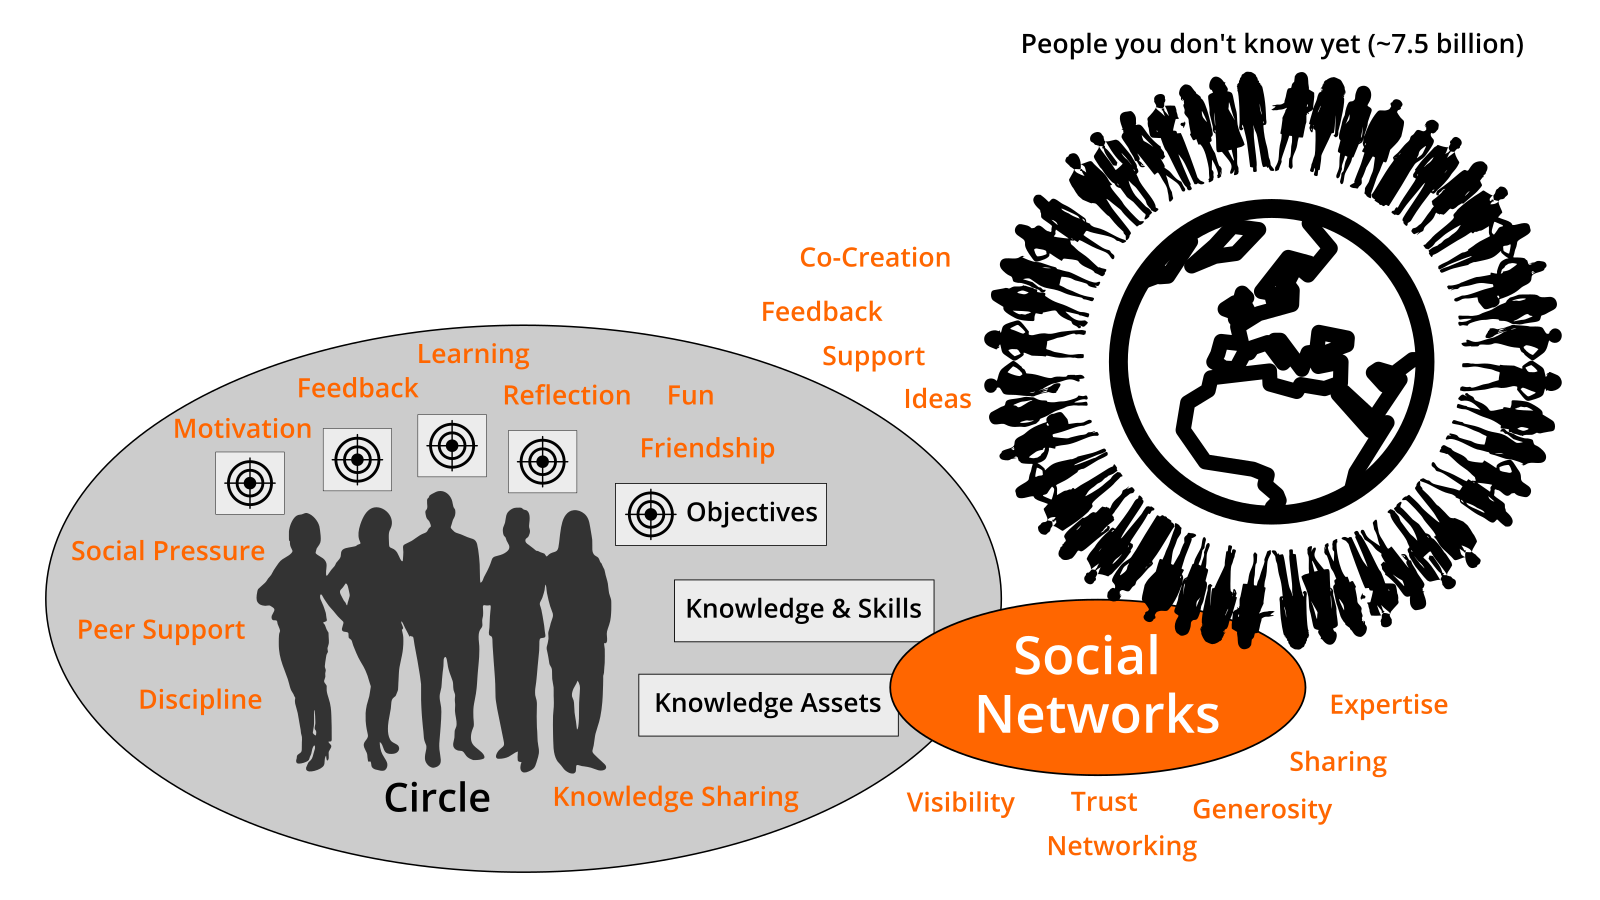 People you don't know yet (~7.5 billion)
Co-Creation
Feedback
Support
Ideas
Learning
Feedback
Reflection
Fun
Motivation
Friendship
Objectives
Social Pressure
Knowledge & Skills
Peer Support
Social
Networks
Discipline
Knowledge Assets
Expertise
Sharing
Circle
Knowledge Sharing
Visibility
Trust
Generosity
Networking